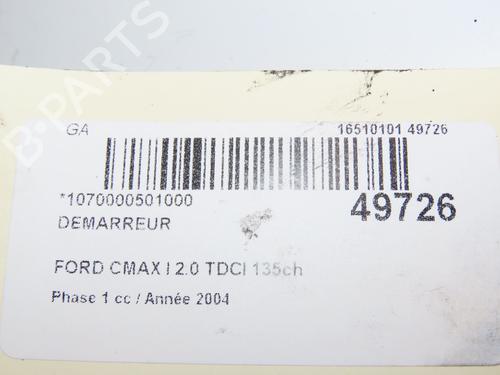 B-PARTS
GA 16510101 49726
*1070000501000 49726
DEMARREUR
FORD CMAX I 2.0 TDCI 135ch
Phase 1 cc / Année 2004